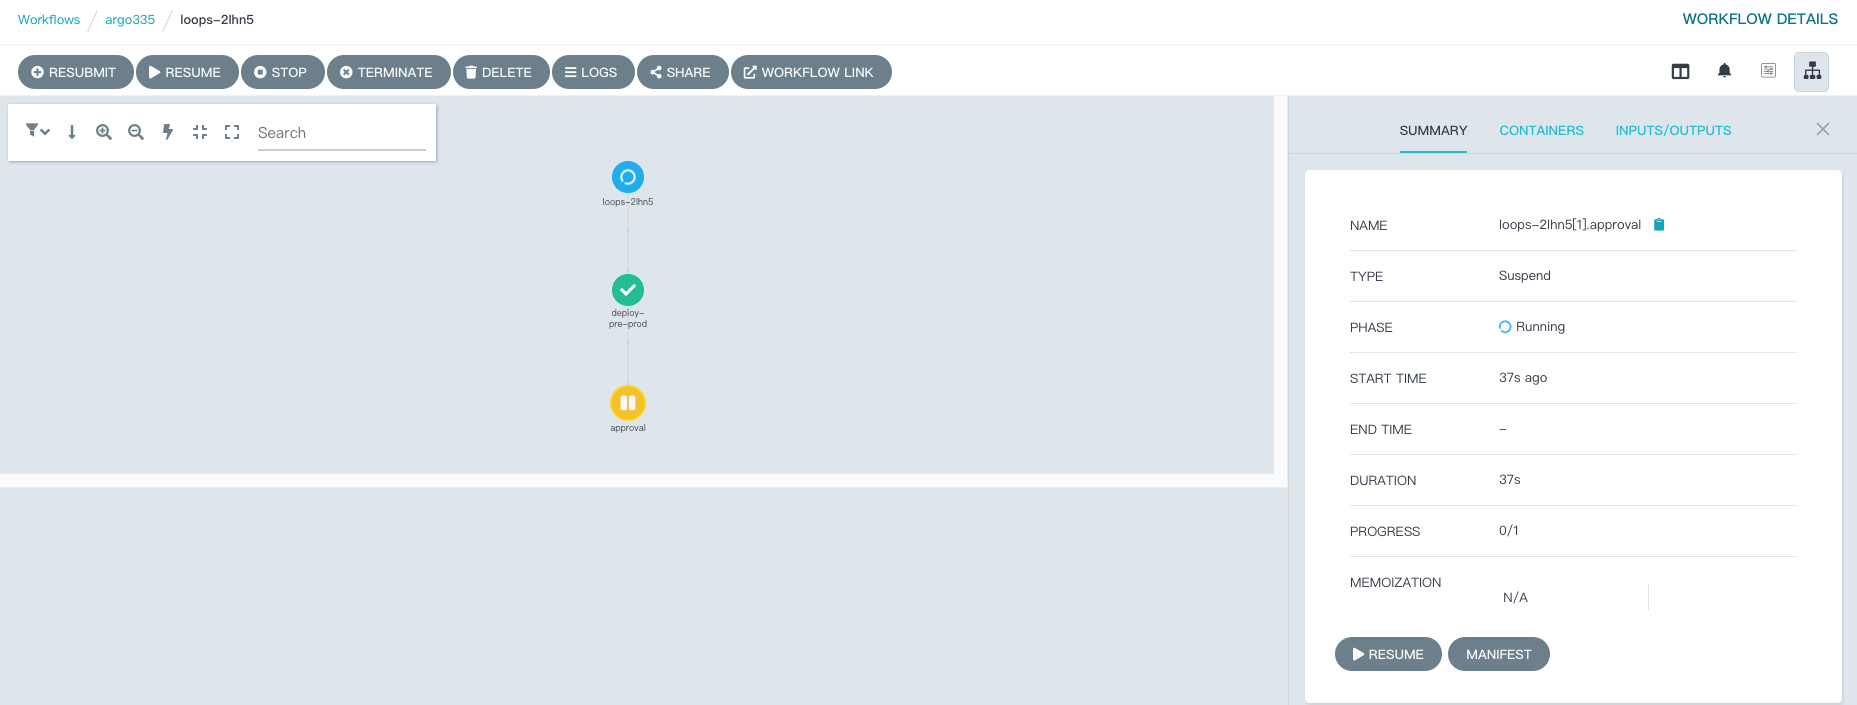 Workflows / argo335 / loops-2lhn5
WORKFLOW DETAILS
RESUBMIT
RESUME
STOP
TERMINATE
DELETE
LOGS
SHARE
WORKFLOW LINK
Search
loops-2lhn5
deploy-
pre-prod
approval
SUMMARY
CONTAINERS
INPUTS/OUTPUTS
NAME loops-2lhn5[1].approval
TYPE Suspend
PHASE Running
START TIME 37s ago
END TIME -
DURATION 37s
PROGRESS 0/1
MEMOIZATION N/A
RESUME
MANIFEST